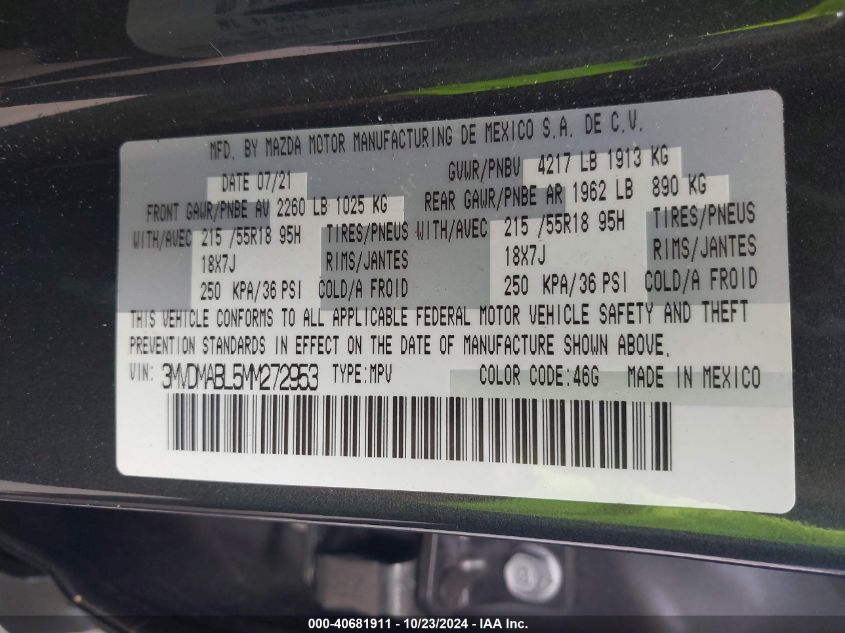 MFD. BY MAZDA MOTOR MANUFACTURING DE MEXICO S.A. DE C.V.
DATE 07/21 GVWR/PNBV 4217 LB 1913 KG
FRONT GAWR/PNBE AV 2260 LB 1025 KG REAR GAWR/PNBE AR 1962 LB 890 KG
WITH/AVEC 215 /55R18 95H TIRES/PNEUS WITH/AVEC 215 /55R18 95H TIRES/PNEUS
18X7J RIMS/JANTES 18X7J RIMS/JANTES
250 KPA/36 PSI COLD/A FROID 250 KPA/36 PSI COLD/A FROID
THIS VEHICLE CONFORMS TO ALL APPLICABLE FEDERAL MOTOR VEHICLE SAFETY AND THEFT
PREVENTION STANDARDS IN EFFECT ON THE DATE OF MANUFACTURE SHOWN ABOVE.
VIN: 3MVDMABL5MM272953 TYPE:MPV COLOR CODE:46G MADE IN MEXICO
000-40681911 - 10/23/2024 - IAA Inc.